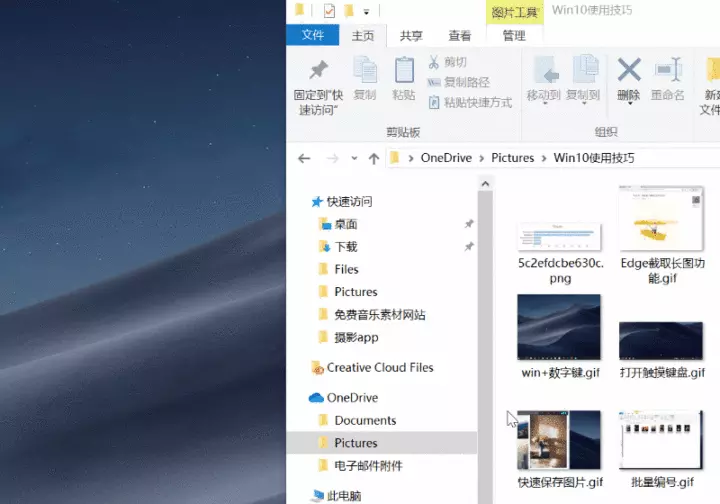 图片工具 Win10使用技巧
文件 主页 共享 查看 管理
固定到"快
速访问"
复制
粘贴
剪切
复制路径
粘贴快捷方式
剪贴板
移动到
复制到
删除
重命名
组织
新建
文件
OneDrive > Pictures > Win10使用技巧
快速访问
桌面
下载
Files
Pictures
免费音乐素材网站
摄影app
Creative Cloud Files
OneDrive
Documents
Pictures
电子邮件附件
此电脑
5c2efdcbe630c.
png
Edge截取长图功
能.gif
win+数字键.gif
打开触摸键盘.gif
快速保存图片.gif
批量编号.gif